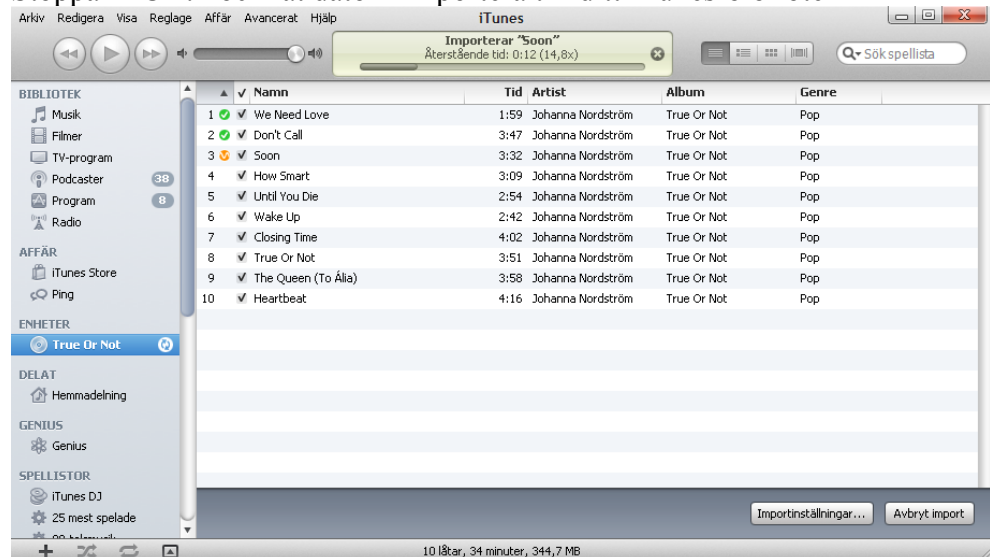 Arkiv Redigera Visa Reglage Affär Avancerat Hjälp iTunes
Importerar "Soon"
Återstående tid: 0:12 (14,8x)
Sök spellista
BIBLIOTEK
Musik
Filmer
TV-program
Podcaster 38
Program 8
Radio
AFFÄR
iTunes Store
Ping
ENHETER
True Or Not
DELAT
Hemmadelning
GENIUS
Genius
SPELLISTOR
iTunes DJ
25 mest spelade
Namn Tid Artist Album Genre
1 We Need Love 1:59 Johanna Nordström True Or Not Pop
2 Don't Call 3:47 Johanna Nordström True Or Not Pop
3 Soon 3:32 Johanna Nordström True Or Not Pop
4 How Smart 3:09 Johanna Nordström True Or Not Pop
5 Until You Die 2:54 Johanna Nordström True Or Not Pop
6 Wake Up 2:42 Johanna Nordström True Or Not Pop
7 Closing Time 4:02 Johanna Nordström True Or Not Pop
8 True Or Not 3:51 Johanna Nordström True Or Not Pop
9 The Queen (To Ália) 3:58 Johanna Nordström True Or Not Pop
10 Heartbeat 4:16 Johanna Nordström True Or Not Pop
Importinställningar... Avbryt import
10 låtar, 34 minuter, 344,7 MB